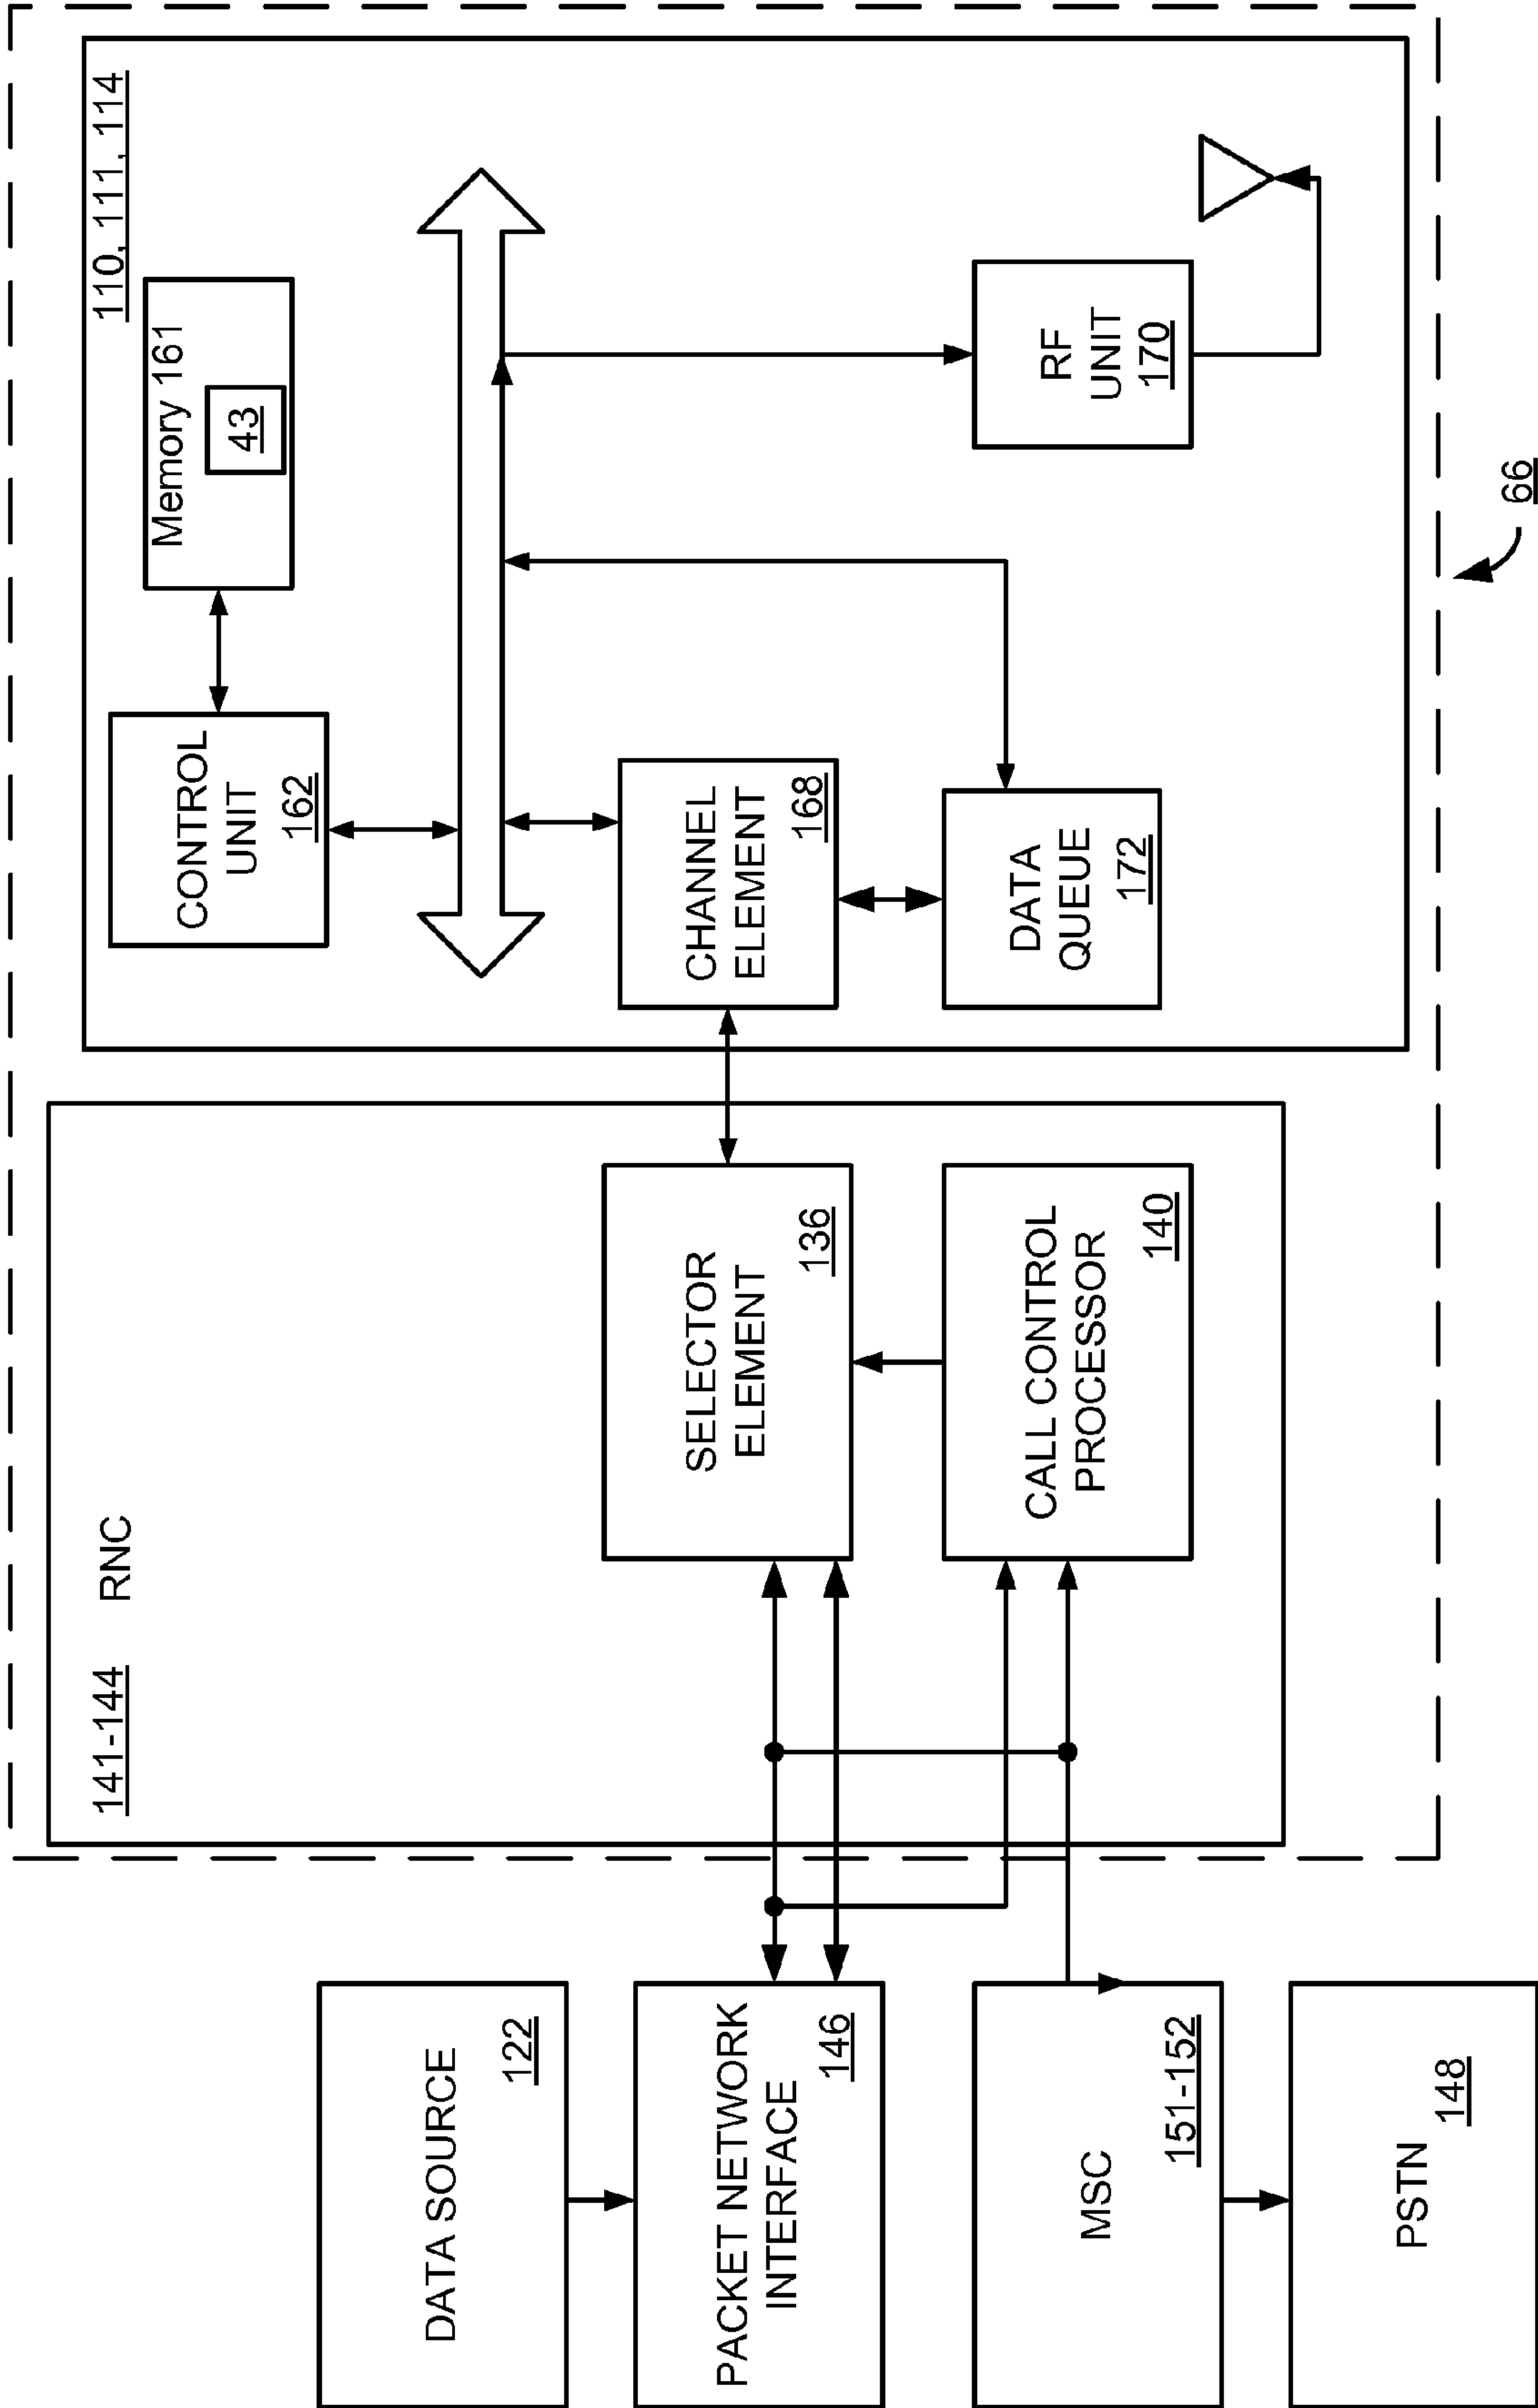 DATA SOURCE
122
PACKET NETWORK
INTERFACE
146
MSC
151-152
PSTN
148
141-144
RNC
SELECTOR
ELEMENT
136
CALL CONTROL
PROCESSOR
140
110, 111, 114
CONTROL
UNIT
162
Memory 161
43
CHANNEL
ELEMENT
168
DATA
QUEUE
172
RF
UNIT
170
66